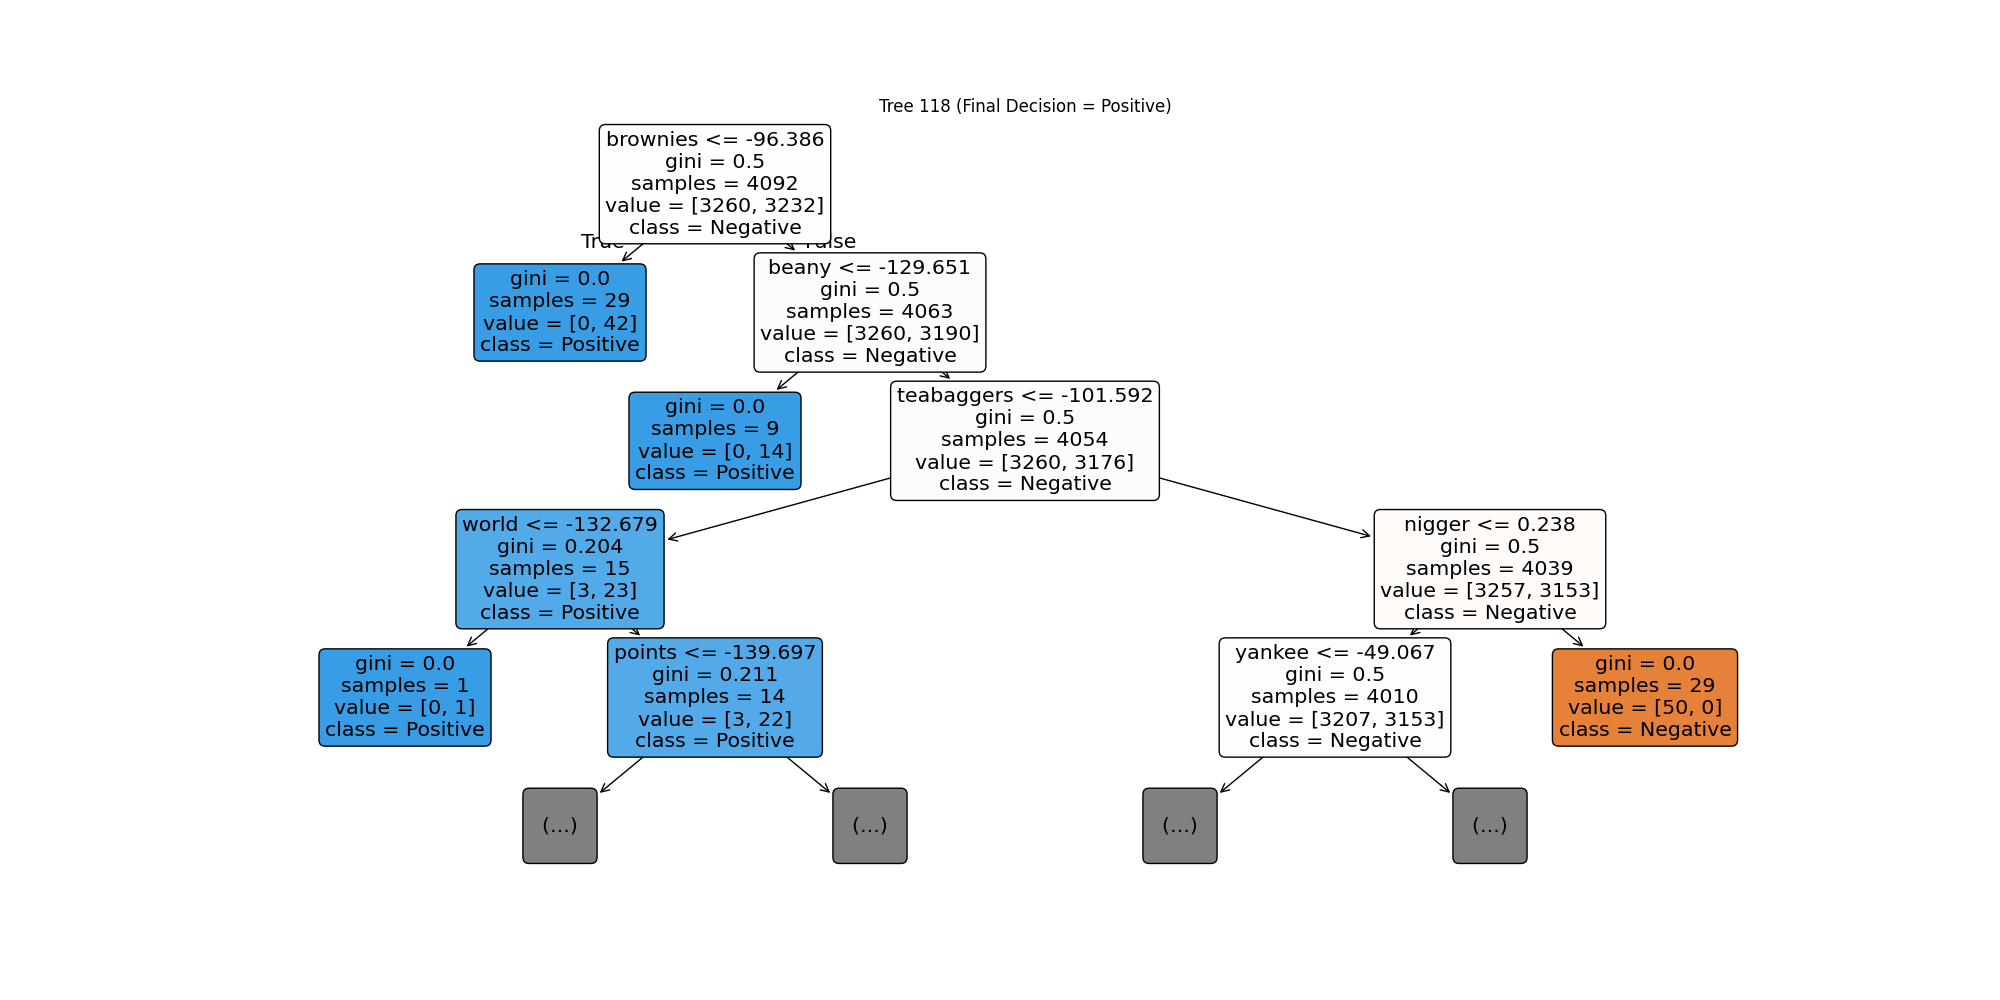 Tree 118 (Final Decision = Positive)
brownies <= -96.386
gini = 0.5
samples = 4092
value = [3260, 3232]
class = Negative
True
False
gini = 0.0
samples = 29
value = [0, 42]
class = Positive
beany <= -129.651
gini = 0.5
samples = 4063
value = [3260, 3190]
class = Negative
gini = 0.0
samples = 9
value = [0, 14]
class = Positive
teabaggers <= -101.592
gini = 0.5
samples = 4054
value = [3260, 3176]
class = Negative
world <= -132.679
gini = 0.204
samples = 15
value = [3, 23]
class = Positive
nigger <= 0.238
gini = 0.5
samples = 4039
value = [3257, 3153]
class = Negative
gini = 0.0
samples = 1
value = [0, 1]
class = Positive
points <= -139.697
gini = 0.211
samples = 14
value = [3, 22]
class = Positive
yankee <= -49.067
gini = 0.5
samples = 4010
value = [3207, 3153]
class = Negative
gini = 0.0
samples = 29
value = [50, 0]
class = Negative
(...)
(...)
(...)
(...)